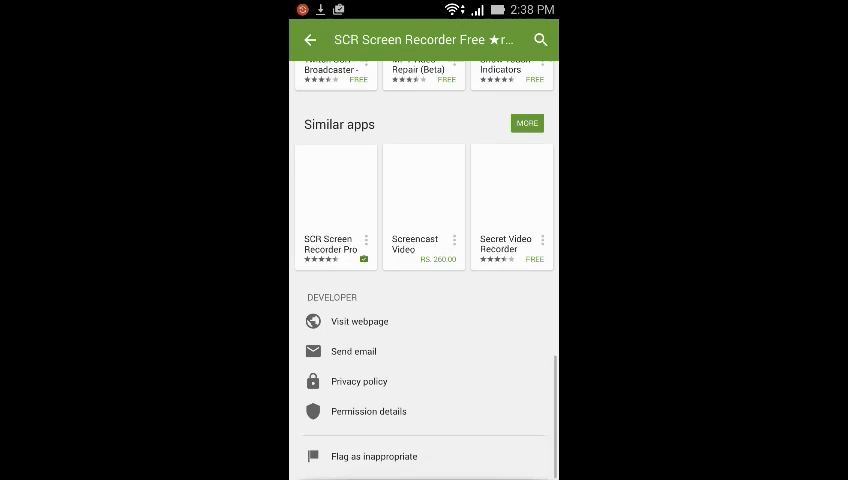 2:38 PM
SCR Screen Recorder Free ★r...
Broadcaster -
Repair (Beta)
Indicators
FREE
FREE
FREE
Similar apps
MORE
SCR Screen
Recorder Pro
Screencast
Video
RS. 260.00
Secret Video
Recorder
FREE
DEVELOPER
Visit webpage
Send email
Privacy policy
Permission details
Flag as inappropriate